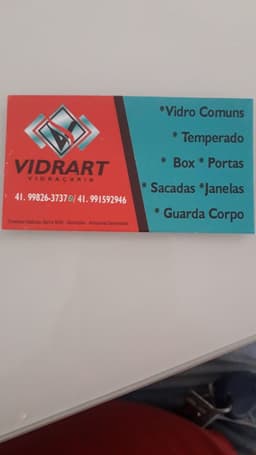 VIDRART
VIDRAÇARIA
41. 99826-3737 / 41. 991592946
*Vidro Comuns
* Temperado
* Box * Portas
* Sacadas *Janelas
* Guarda Corpo